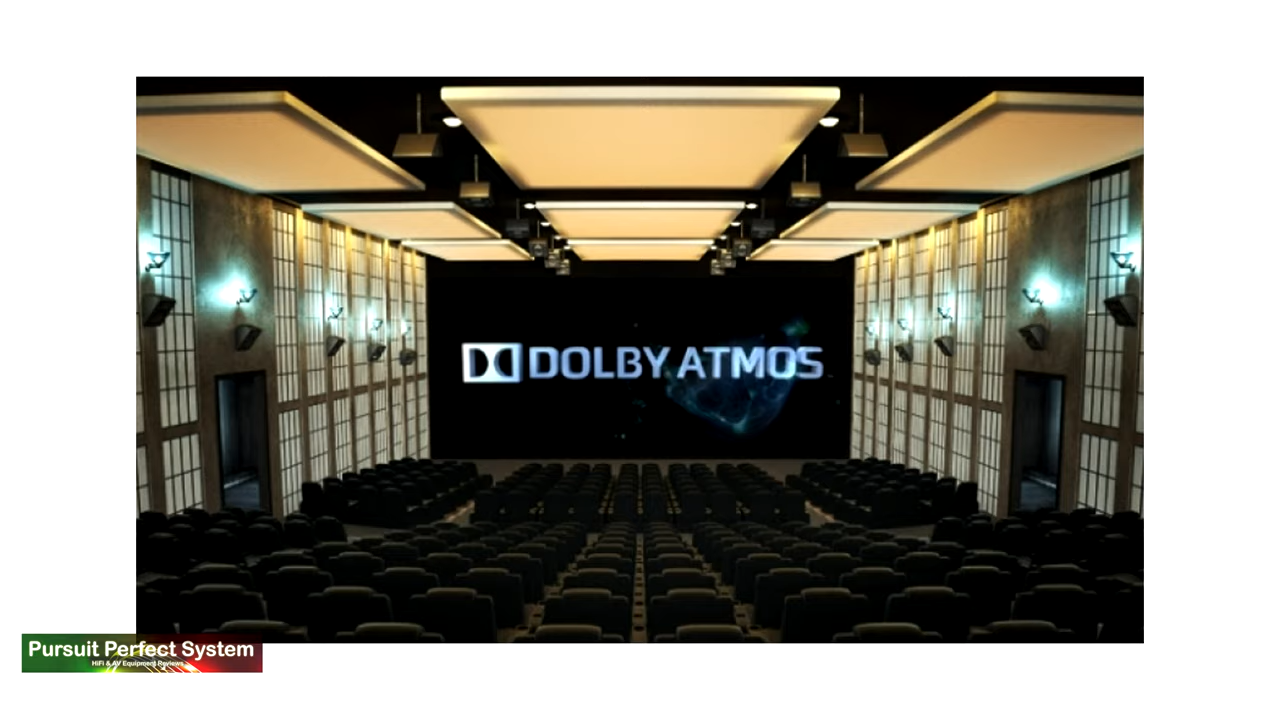 DOLBY ATMOS
Pursuit Perfect System
HiFi & AV Equipment Reviews